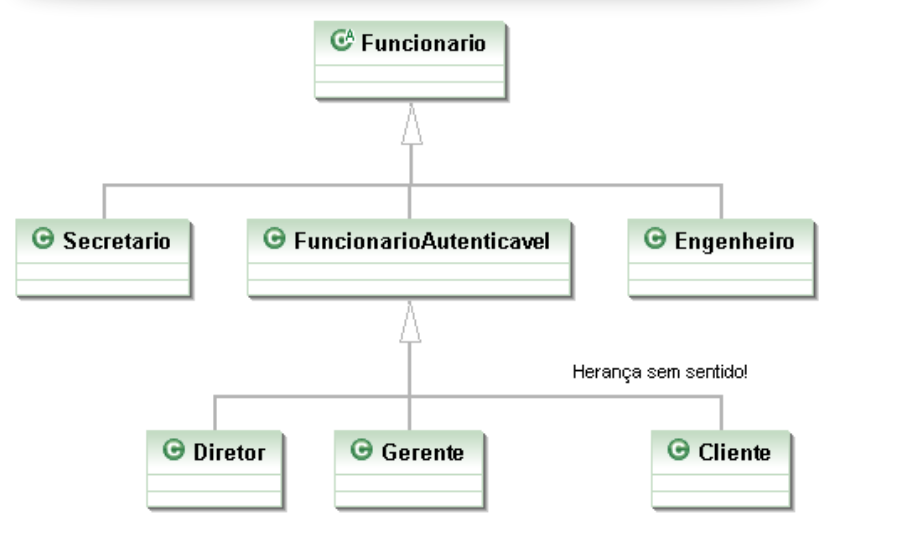 Funcionario
Secretario
FuncionarioAutenticavel
Engenheiro
Herança sem sentido!
Diretor
Gerente
Cliente